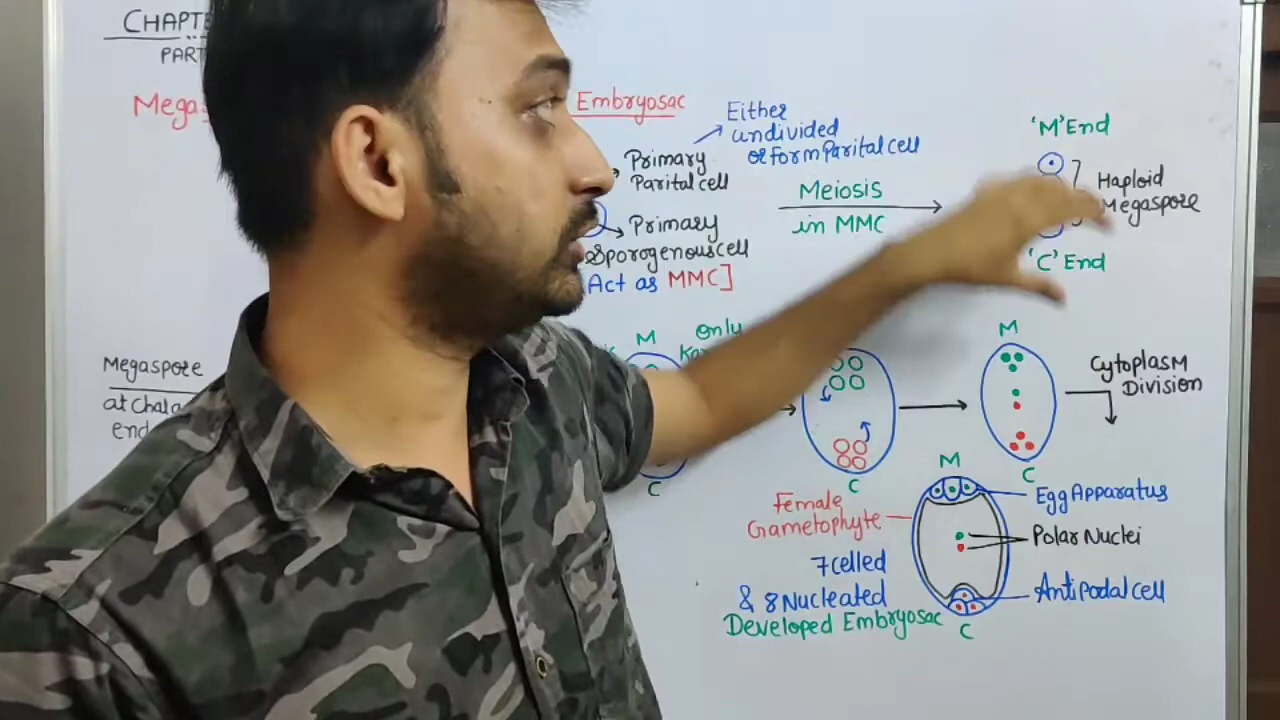 CHAPTE
PART
Mega
Embryosac
Either
undivided
or form Parital cell
Primary
Parital cell
Primary
Sporogenous cell
Act as MMC]
Meiosis
in MMC
'M' End
Haploid
Megaspore
'C' End
Megaspore
at Chala
end
M
only
C
C
M
C
Cytoplasm
Division
M
Egg Apparatus
Polar Nuclei
Antipodal cell
C
Female
Gametophyte
7 celled
& 8 Nucleated
Developed Embryosac